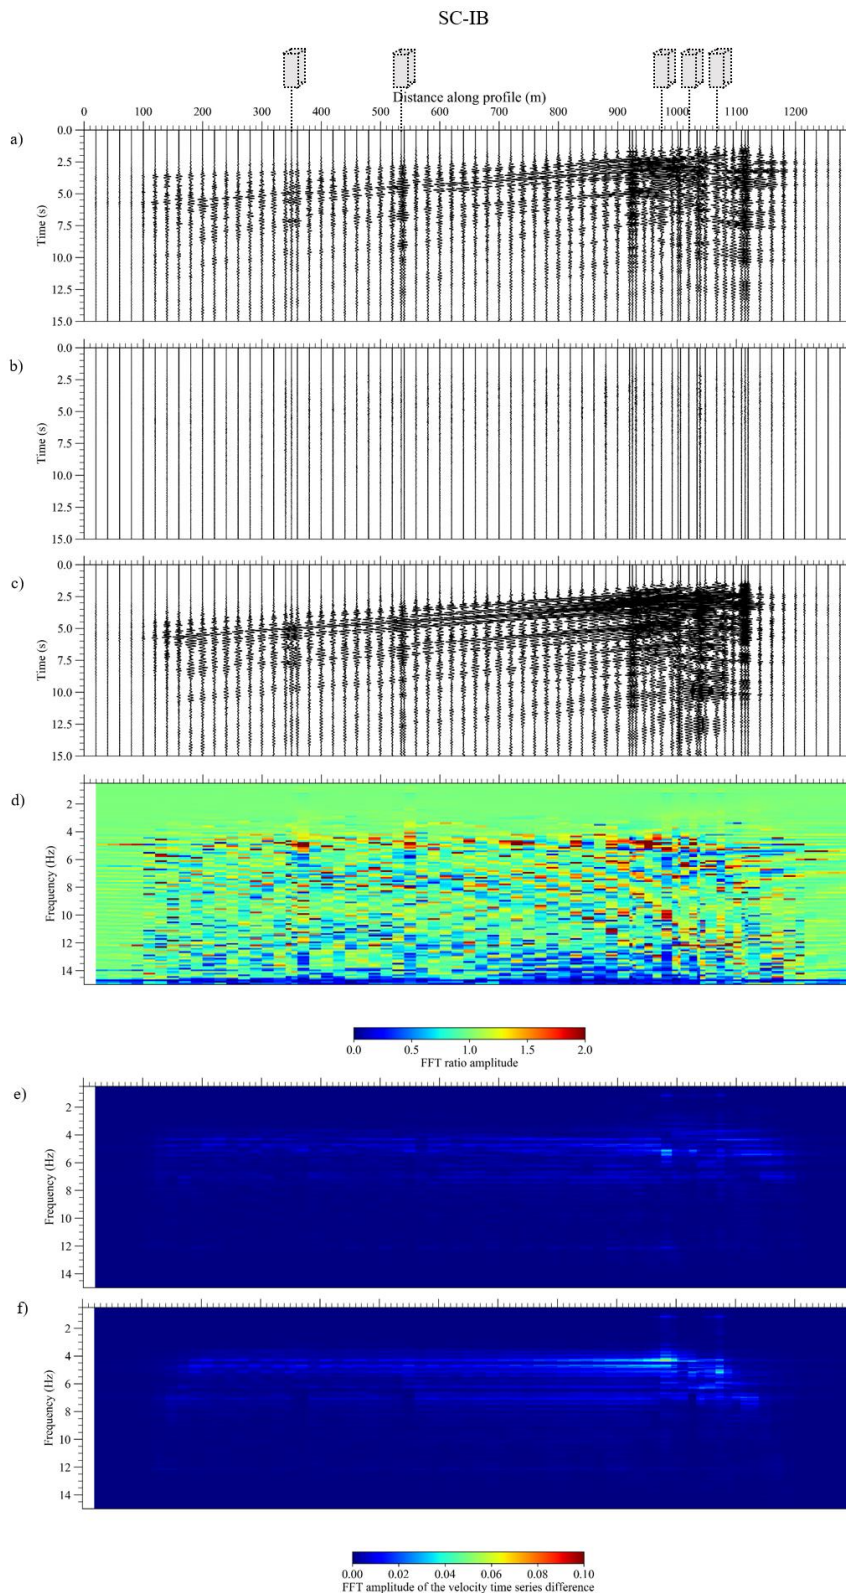 SC-IB
Distance along profile (m)
0 100 200 300 400 500 600 700 800 900 1000 1100 1200
a)
0.0
2.5
Time (s)
5.0
7.5
10.0
12.5
15.0
b)
0.0
2.5
Time (s)
5.0
7.5
10.0
12.5
15.0
c)
0.0
2.5
Time (s)
5.0
7.5
10.0
12.5
15.0
d)
2
4
Frequency (Hz)
6
8
10
12
14
0.0 0.5 1.0 1.5 2.0
FFT ratio amplitude
e)
2
4
Frequency (Hz)
6
8
10
12
14
f)
2
4
Frequency (Hz)
6
8
10
12
14
0.00 0.02 0.04 0.06 0.08 0.10
FFT amplitude of the velocity time series difference